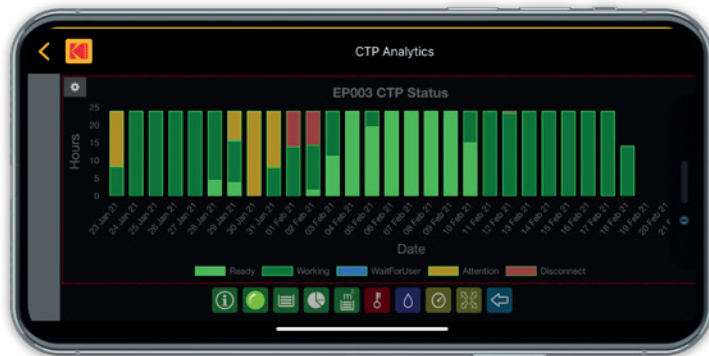 CTP Analytics
EP003 CTP Status
Hours
25
20
15
10
5
0
23 Jan 21
24 Jan 21
25 Jan 21
26 Jan 21
27 Jan 21
28 Jan 21
29 Jan 21
30 Jan 21
31 Jan 21
01 Feb 21
02 Feb 21
03 Feb 21
04 Feb 21
05 Feb 21
06 Feb 21
07 Feb 21
08 Feb 21
09 Feb 21
10 Feb 21
11 Feb 21
12 Feb 21
13 Feb 21
14 Feb 21
15 Feb 21
16 Feb 21
17 Feb 21
18 Feb 21
19 Feb 21
20 Feb 21
21 F
Date
Ready Working WaitForUser Attention Disconnect
m²